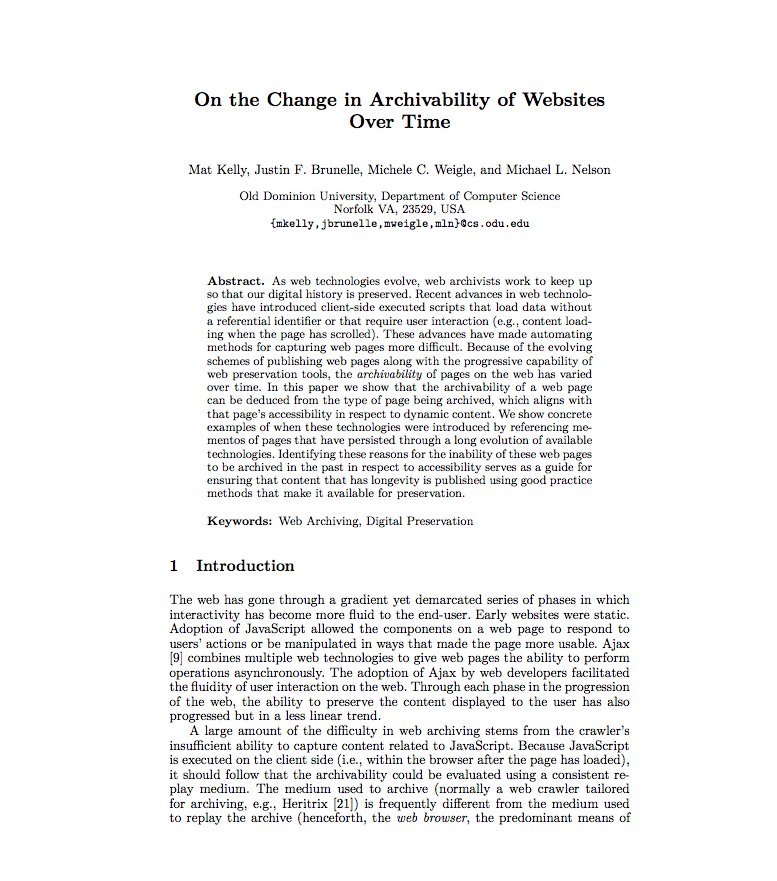 On the Change in Archivability of Websites
Over Time
Mat Kelly, Justin F. Brunelle, Michele C. Weigle, and Michael L. Nelson
Old Dominion University, Department of Computer Science
Norfolk VA, 23529, USA
{mkelly,jbrunelle,mweigle,mln}@cs.odu.edu
Abstract. As web technologies evolve, web archivists work to keep up
so that our digital history is preserved. Recent advances in web technolo-
gies have introduced client-side executed scripts that load data without
a referential identifier or that require user interaction (e.g., content load-
ing when the page has scrolled). These advances have made automating
methods for capturing web pages more difficult. Because of the evolving
schemes of publishing web pages along with the progressive capability of
web preservation tools, the archivability of pages on the web has varied
over time. In this paper we show that the archivability of a web page
can be deduced from the type of page being archived, which aligns with
that page's accessibility in respect to dynamic content. We show concrete
examples of when these technologies were introduced by referencing me-
mentos of pages that have persisted through a long evolution of available
technologies. Identifying these reasons for the inability of these web pages
to be archived in the past in respect to accessibility serves as a guide for
ensuring that content that has longevity is published using good practice
methods that make it available for preservation.
Keywords: Web Archiving, Digital Preservation
1 Introduction
The web has gone through a gradient yet demarcated series of phases in which
interactivity has become more fluid to the end-user. Early websites were static.
Adoption of JavaScript allowed the components on a web page to respond to
users' actions or be manipulated in ways that made the page more usable. Ajax
[9] combines multiple web technologies to give web pages the ability to perform
operations asynchronously. The adoption of Ajax by web developers facilitated
the fluidity of user interaction on the web. Through each phase in the progression
of the web, the ability to preserve the content displayed to the user has also
progressed but in a less linear trend.
A large amount of the difficulty in web archiving stems from the crawler's
insufficient ability to capture content related to JavaScript. Because JavaScript
is executed on the client side (i.e., within the browser after the page has loaded),
it should follow that the archivability could be evaluated using a consistent re-
play medium. The medium used to archive (normally a web crawler tailored
for archiving, e.g., Heritrix [21]) is frequently different from the medium used
to replay the archive (henceforth, the web browser, the predominant means of